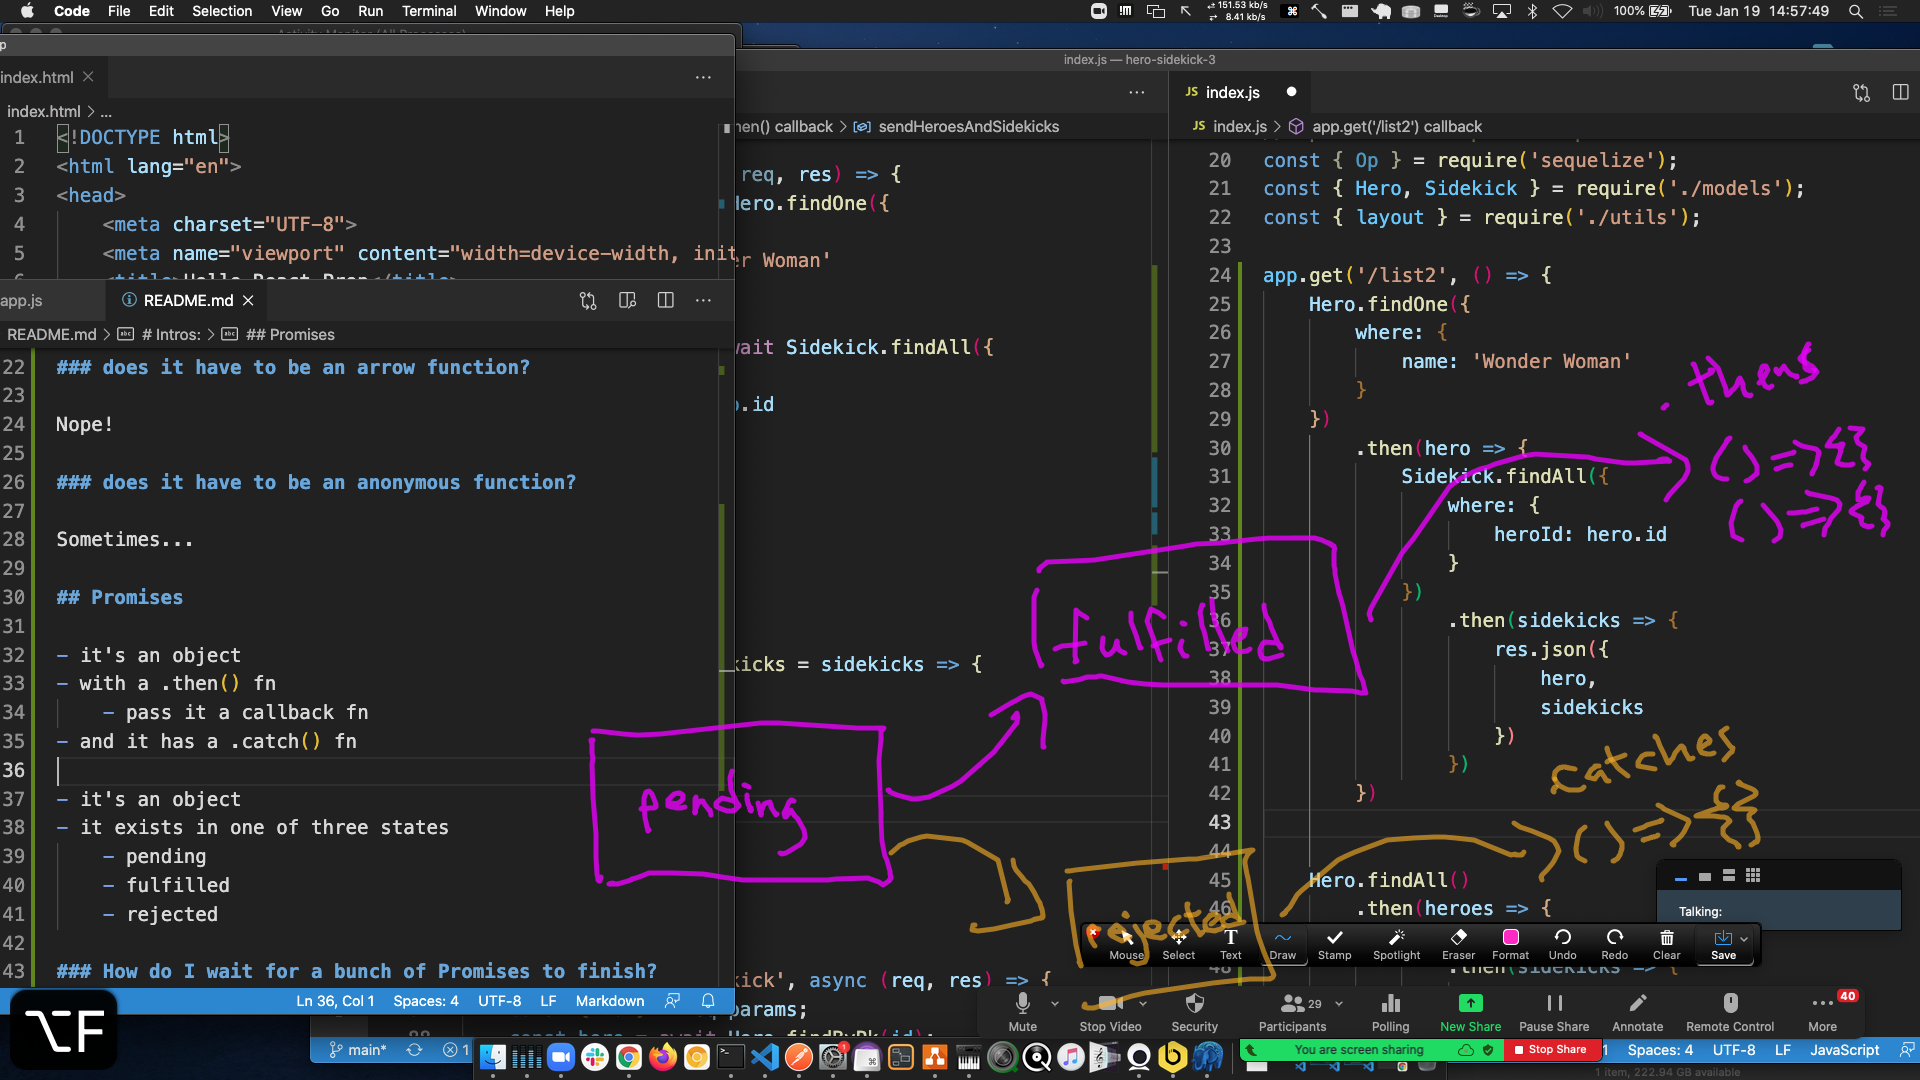 Code File Edit Selection View Go Run Terminal Window Help
151.53 kb/s
8.41 kb/s
100% Tue Jan 19 14:57:49
index.html
index.html > ...
1 <!DOCTYPE html>
2 <html lang="en">
3 <head>
4 <meta charset="UTF-8">
5 <meta name="viewport" content="width=device-width, init
app.js README.md
README.md > # Intros: > ## Promises
22 ### does it have to be an arrow function?
23
24 Nope!
25
26 ### does it have to be an anonymous function?
27
28 Sometimes...
29
30 ## Promises
31
32 - it's an object
33 - with a .then() fn
34 - pass it a callback fn
35 - and it has a .catch() fn
36
37 - it's an object
38 - it exists in one of three states
39 - pending
40 - fulfilled
41 - rejected
42
43 ### How do I wait for a bunch of Promises to finish?
Ln 36, Col 1 Spaces: 4 UTF-8 LF Markdown
⌥F
main*
1
index.js — hero-sidekick-3
hen() callback > sendHeroesAndSidekicks
req, res) => {
Hero.findOne({
er Woman'
wait Sidekick.findAll({
o.id
kicks = sidekicks => {
kick', async (req, res) => {
params;
const hero = await Hero.findByPk(id);
JS index.js
JS index.js > app.get('/list2') callback
20 const { Op } = require('sequelize');
21 const { Hero, Sidekick } = require('./models');
22 const { layout } = require('./utils');
23
24 app.get('/list2', () => {
25 Hero.findOne({
26 where: {
27 name: 'Wonder Woman'
28 }
29 })
30 .then(hero => {
31 Sidekick.findAll({
32 where: {
33 heroId: hero.id
34 }
35 })
36 .then(sidekicks => {
37 res.json({
38 hero,
39 sidekicks
40 })
41 })
42 })
43
44
45 Hero.findAll()
46 .then(heroes => {
48 .then(sidekicks => {
.thens
() => {}
() => {}
fulfilled
pending
catches
() => {}
rejected
Talking:
Mouse Select Text Draw Stamp Spotlight Eraser Format Undo Redo Clear Save
Mute Stop Video Security Participants 29 Polling New Share Pause Share Annotate Remote Control More 40
You are screen sharing Stop Share
Spaces: 4 UTF-8 LF JavaScript
1 item, 222.94 GB available